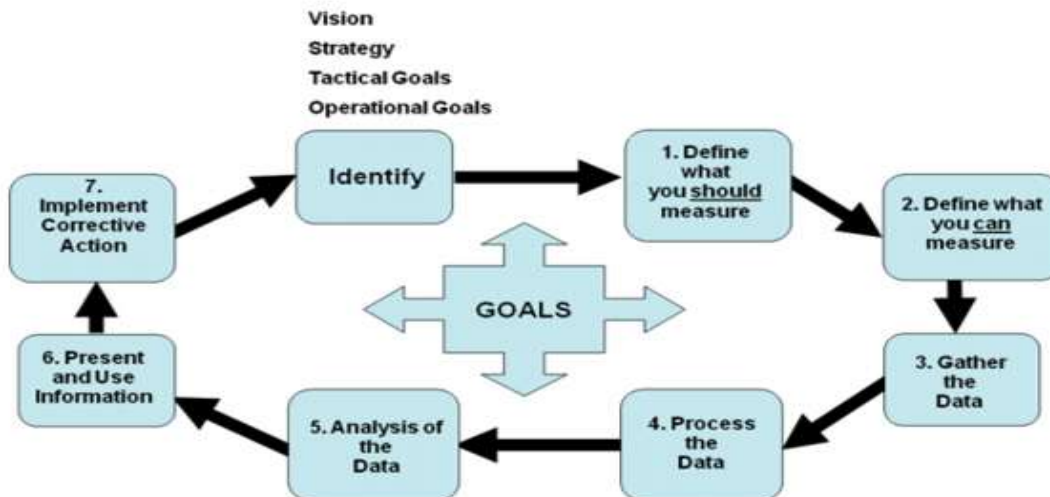 Vision
Strategy
Tactical Goals
Operational Goals
Identify
1. Define
what
you should
measure
2. Define what
you can
measure
3. Gather
the
Data
4. Process
the
Data
5. Analysis of
the
Data
6. Present
and Use
Information
7.
Implement
Corrective
Action
GOALS